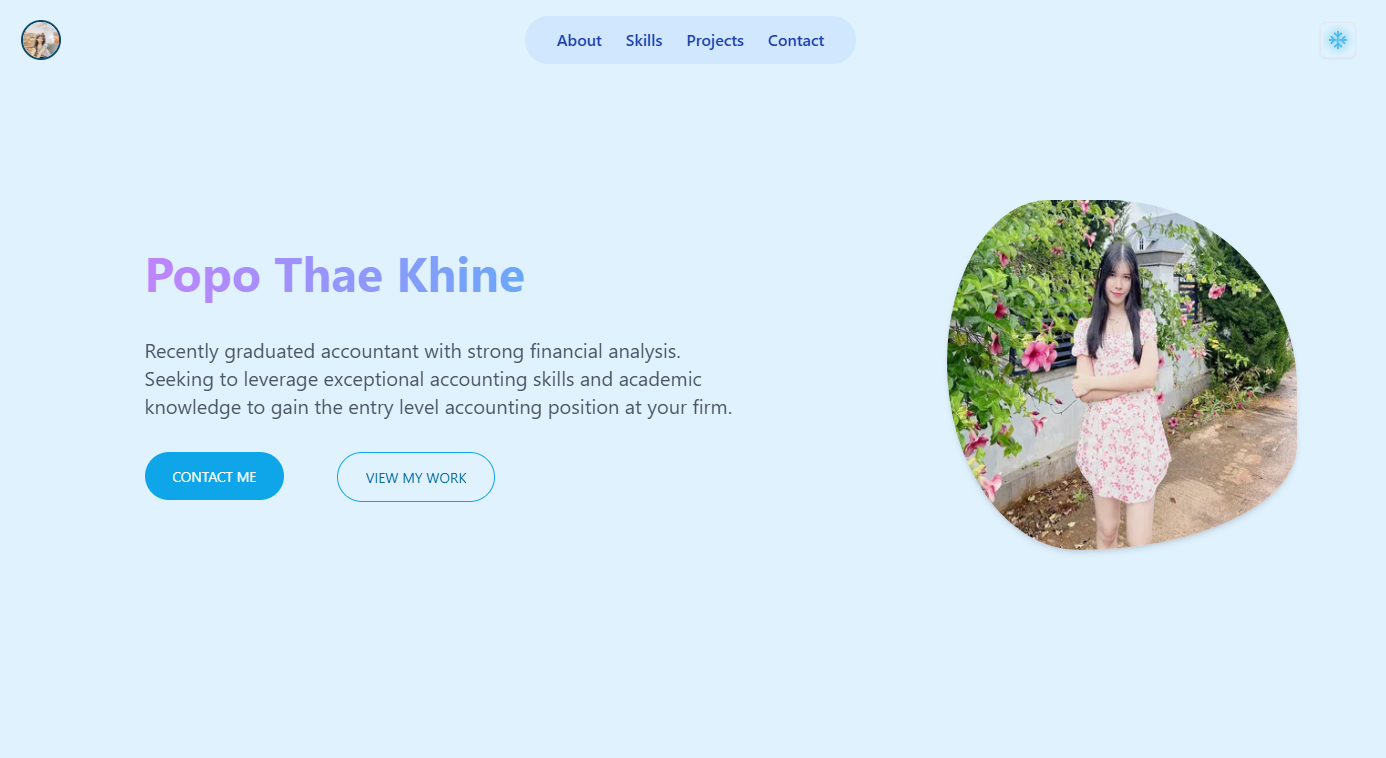 About Skills Projects Contact
Popo Thae Khine
Recently graduated accountant with strong financial analysis.
Seeking to leverage exceptional accounting skills and academic
knowledge to gain the entry level accounting position at your firm.
CONTACT ME VIEW MY WORK